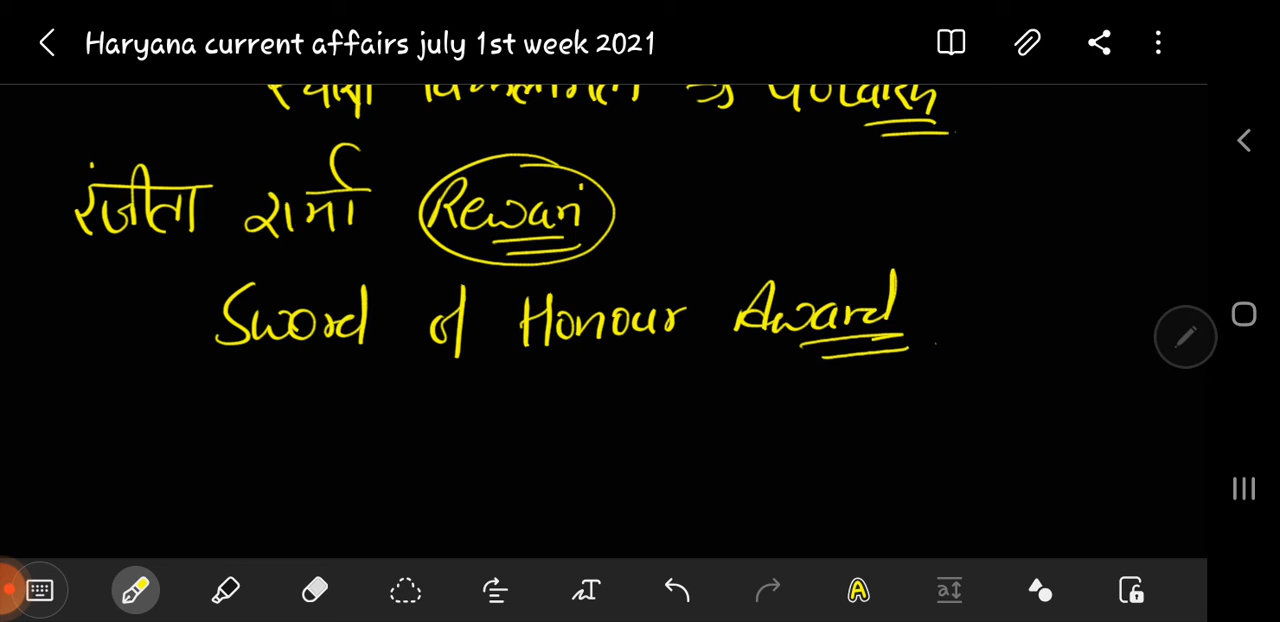 Haryana current affairs july 1st week 2021
रंजीता शर्मा Rewari
Sword of Honour Award